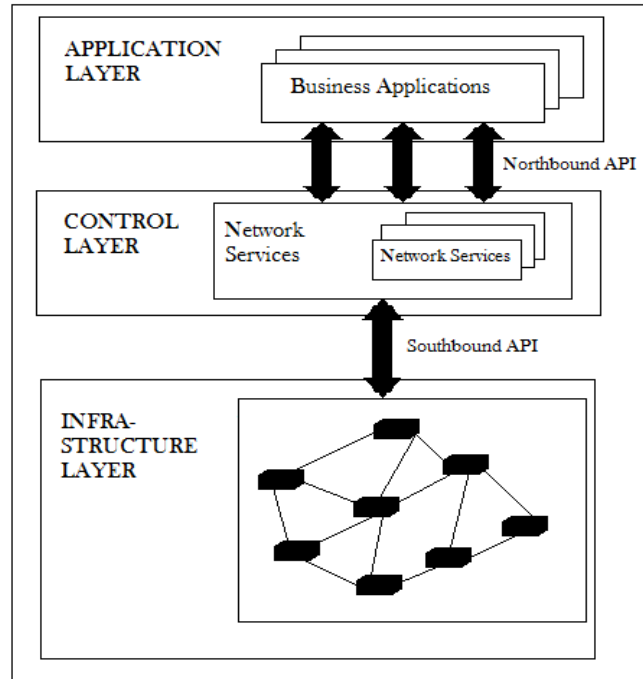 APPLICATION
LAYER
Business Applications
Northbound API
CONTROL
LAYER
Network
Services
Network Services
Southbound API
INFRA-
STRUCTURE
LAYER